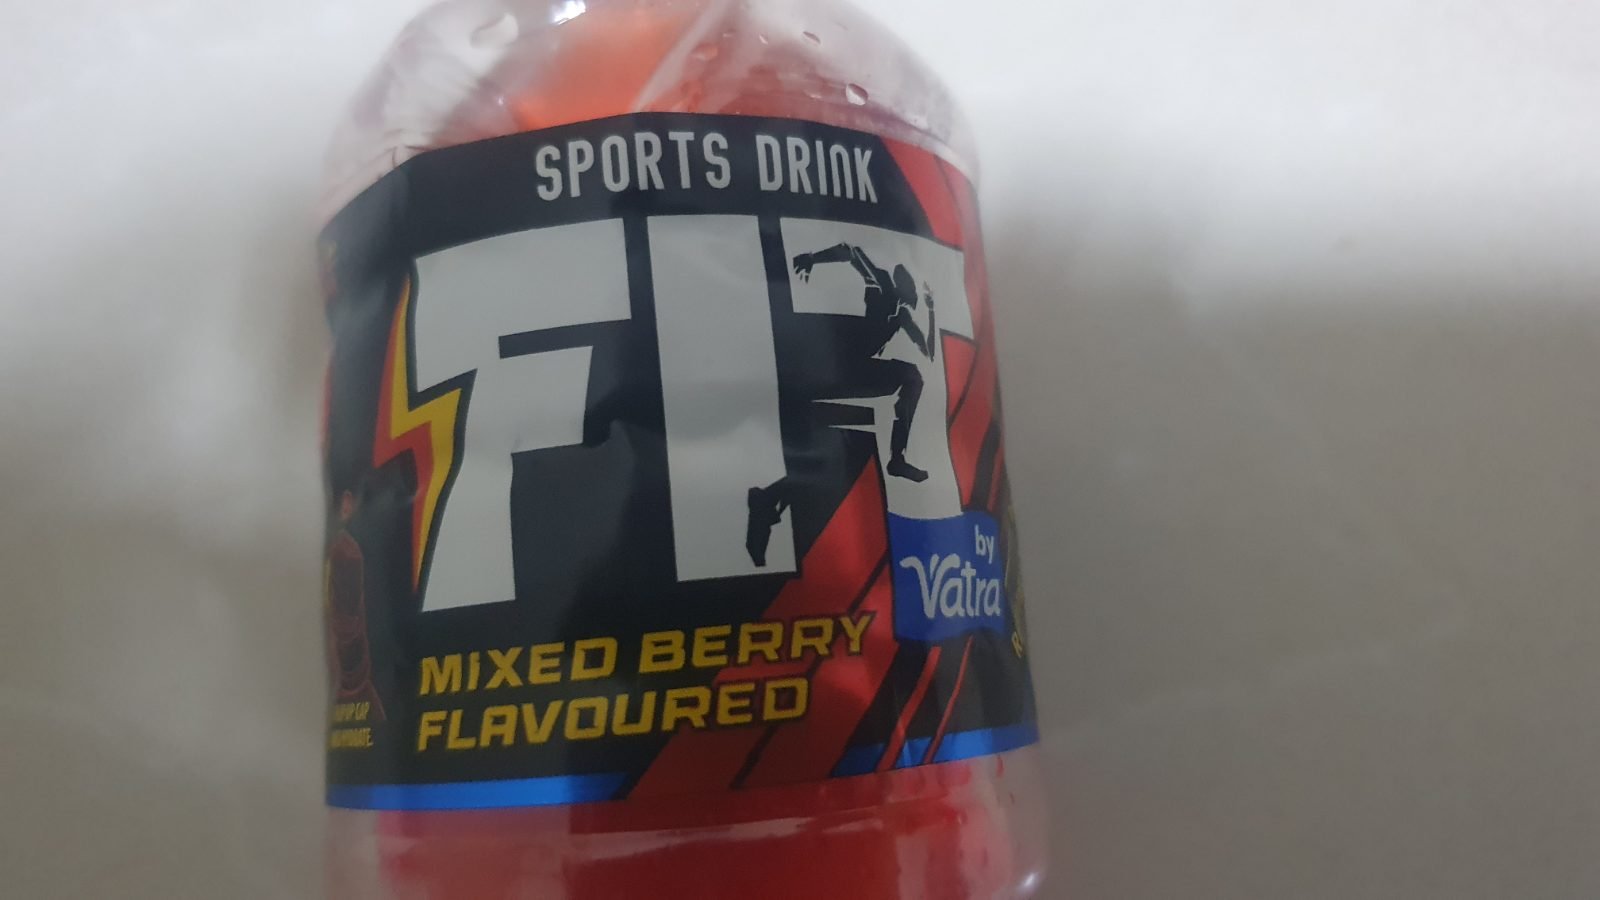 SPORTS DRINK
FIT
by
Vatra
MIXED BERRY
FLAVOURED